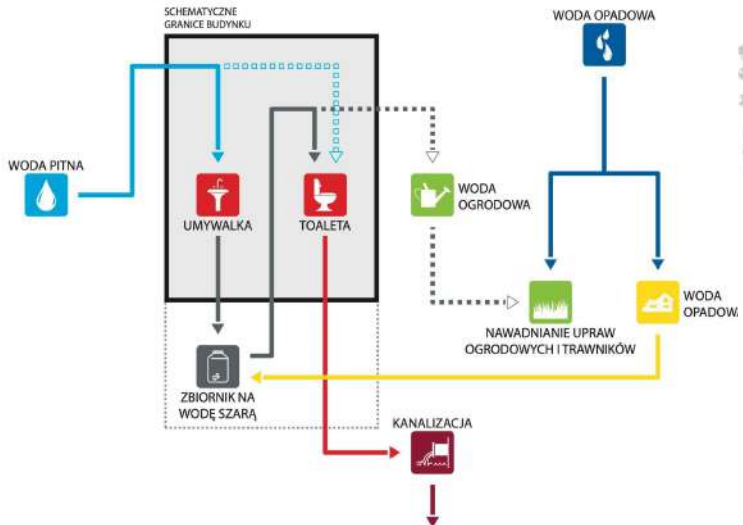 SCHEMATYCZNE
GRANICE BUDYNKU
WODA OPADOWA
WODA PITNA
UMYWALKA
TOALETA
WODA
OGRODOWA
NAWADNIANIE UPRAW
OGRODOWYCH I TRAWNIKÓW
WODA
OPADOWA
ZBIORNIK NA
WODĘ SZARĄ
KANALIZACJA